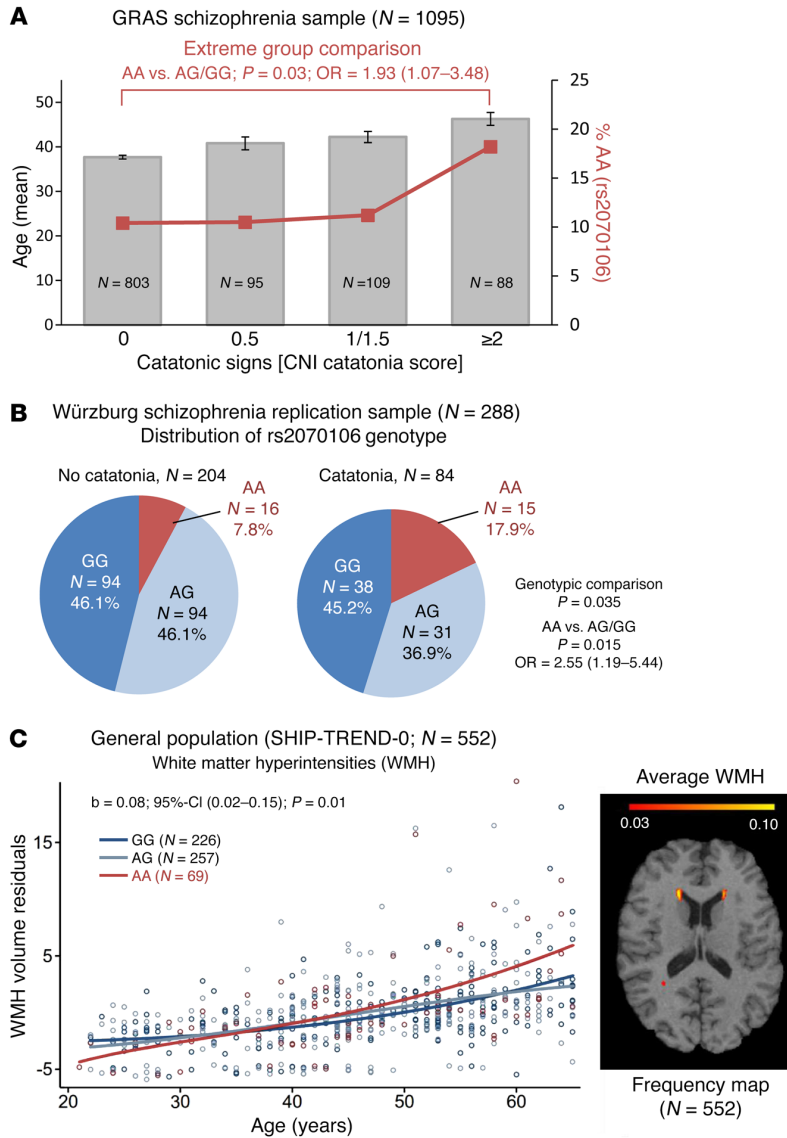 A
GRAS schizophrenia sample (N = 1095)
Extreme group comparison
AA vs. AG/GG; P = 0.03; OR = 1.93 (1.07–3.48)
Age (mean)
50
40
30
20
10
0
25
20
15
10
5
0
% AA (rs2070106)
N = 803
N = 95
N =109
N = 88
0
0.5
1/1.5
≥2
Catatonic signs [CNI catatonia score]
B
Würzburg schizophrenia replication sample (N = 288)
Distribution of rs2070106 genotype
No catatonia, N = 204
AA
N = 16
7.8%
GG
N = 94
46.1%
AG
N = 94
46.1%
Catatonia, N = 84
AA
N = 15
17.9%
GG
N = 38
45.2%
AG
N = 31
36.9%
Genotypic comparison
P = 0.035
AA vs. AG/GG
P = 0.015
OR = 2.55 (1.19–5.44)
C
General population (SHIP-TREND-0; N = 552)
White matter hyperintensities (WMH)
b = 0.08; 95%-CI (0.02–0.15); P = 0.01
GG (N = 226)
AG (N = 257)
AA (N = 69)
WMH volume residuals
15
5
-5
20
30
40
50
60
Age (years)
Average WMH
0.03
0.10
Frequency map
(N = 552)